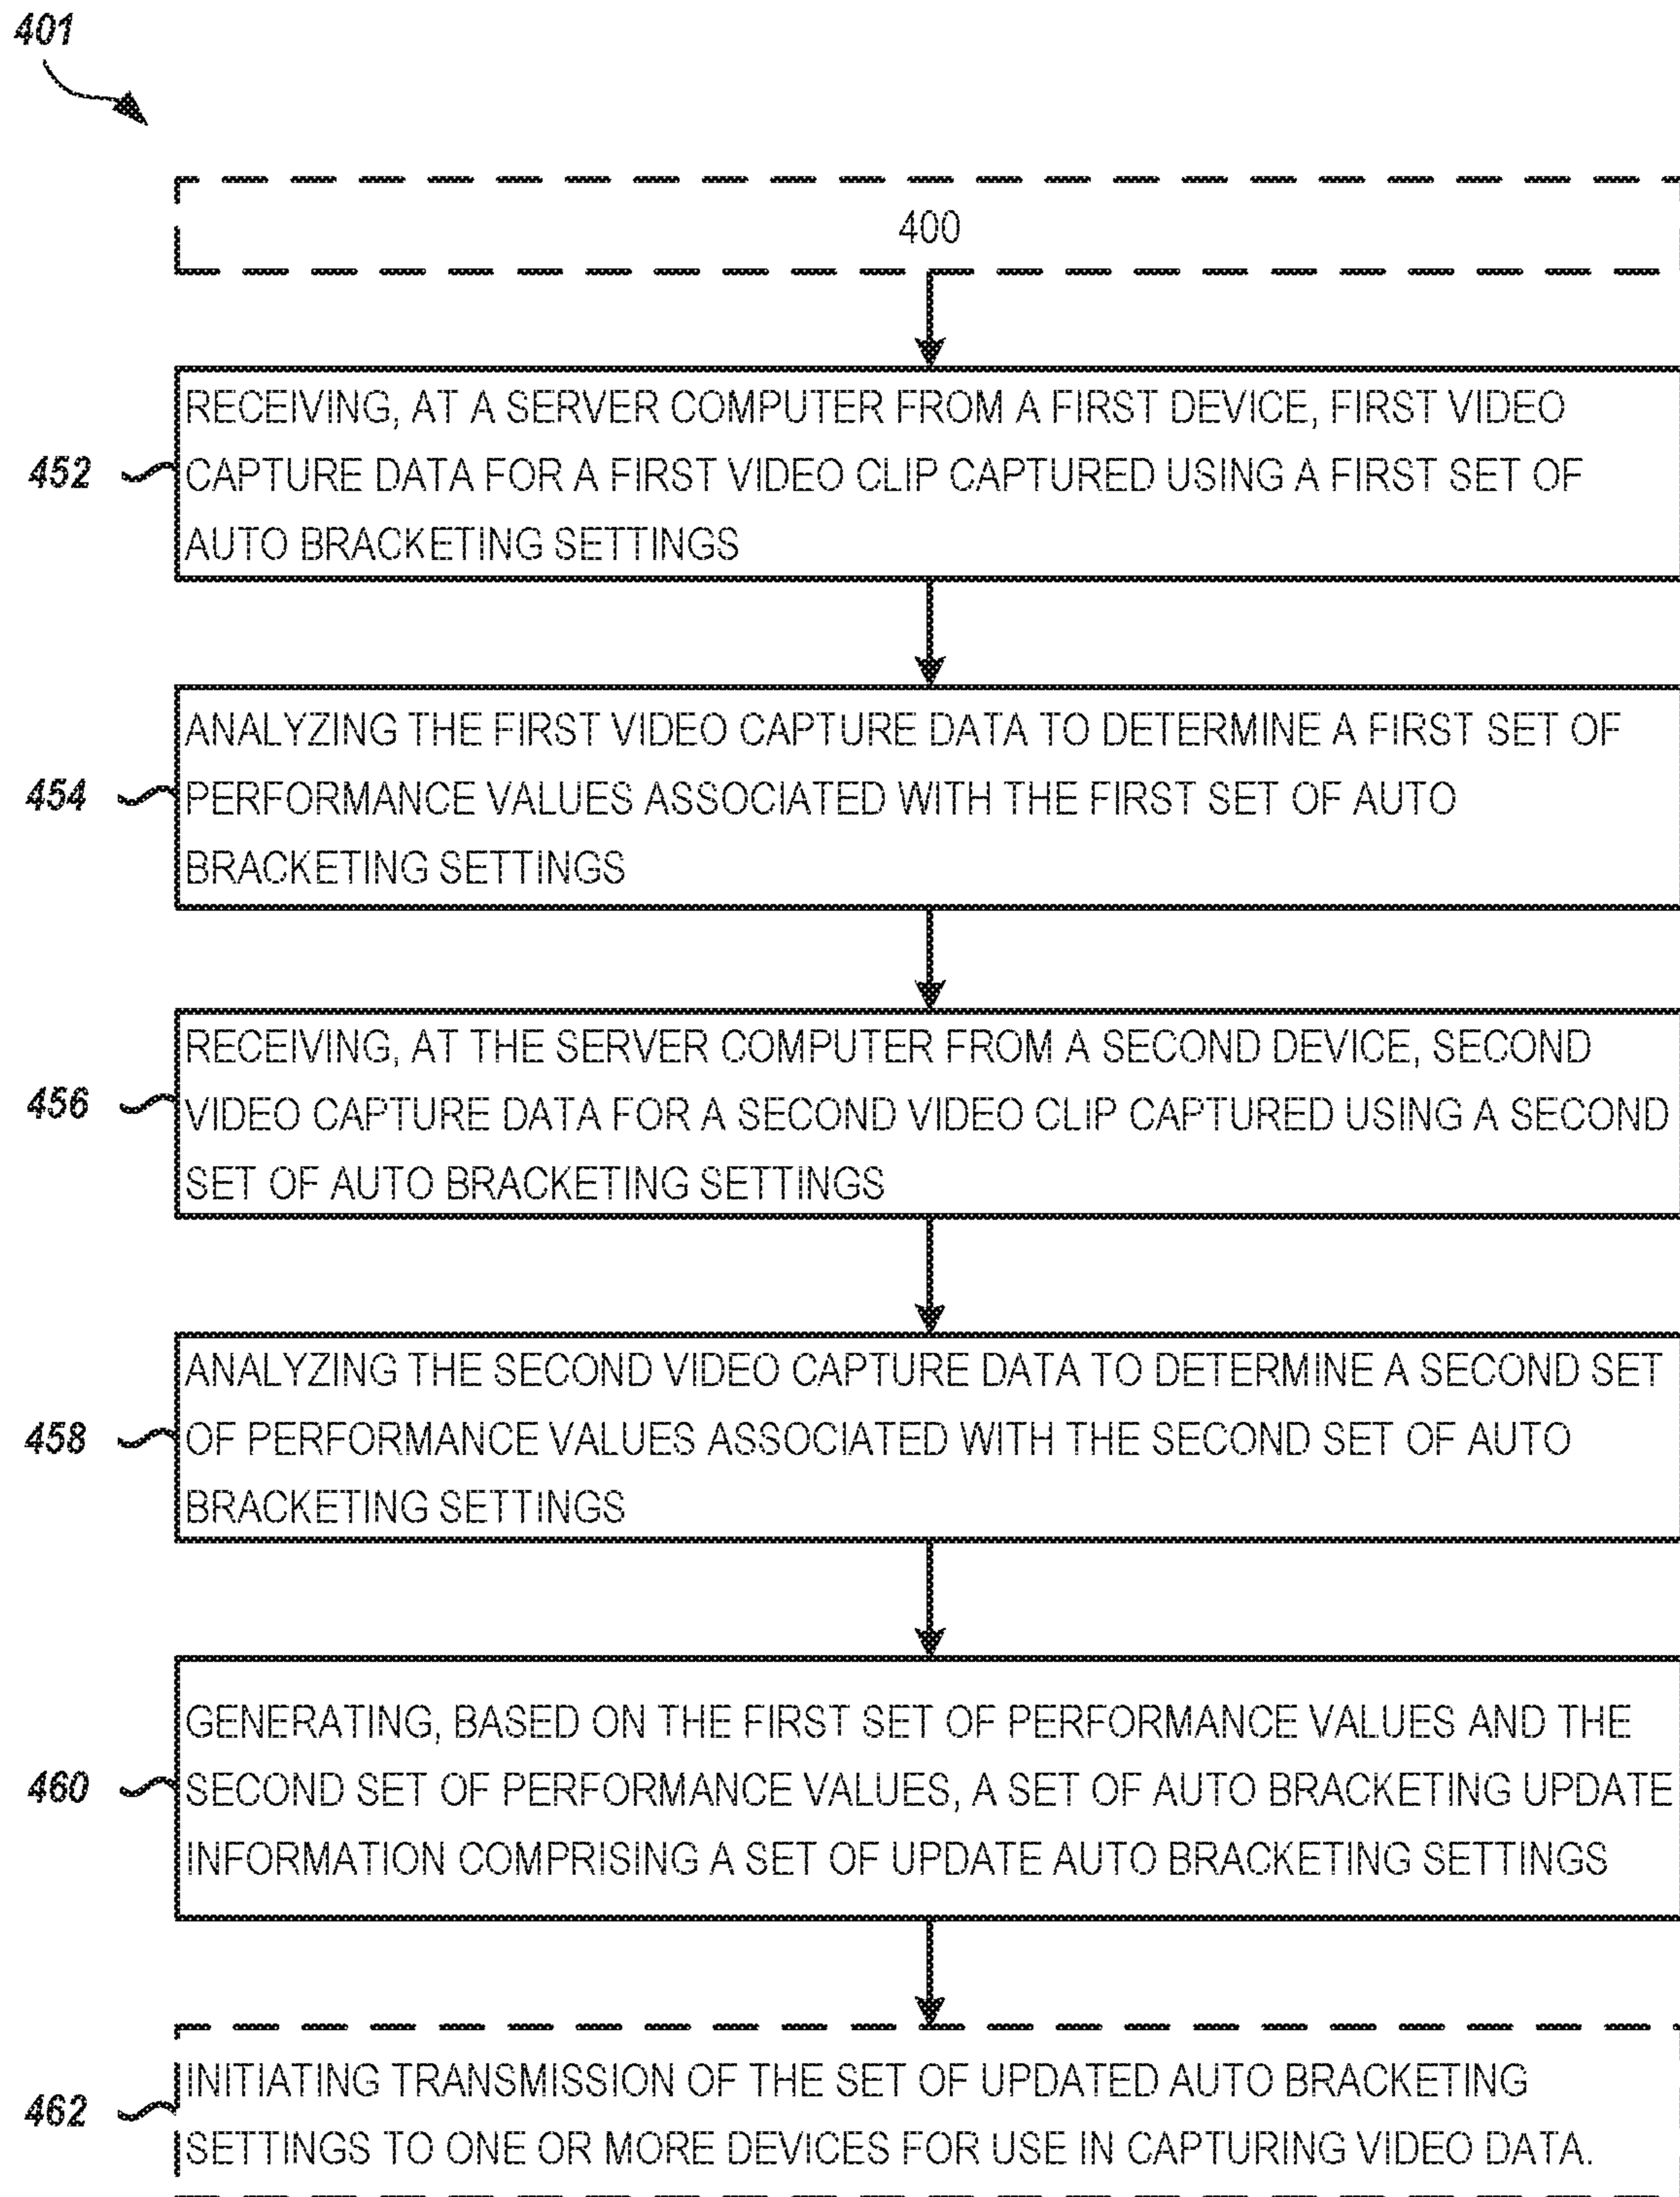 401
400
452
RECEIVING, AT A SERVER COMPUTER FROM A FIRST DEVICE, FIRST VIDEO
CAPTURE DATA FOR A FIRST VIDEO CLIP CAPTURED USING A FIRST SET OF
AUTO BRACKETING SETTINGS
454
ANALYZING THE FIRST VIDEO CAPTURE DATA TO DETERMINE A FIRST SET OF
PERFORMANCE VALUES ASSOCIATED WITH THE FIRST SET OF AUTO
BRACKETING SETTINGS
456
RECEIVING, AT THE SERVER COMPUTER FROM A SECOND DEVICE, SECOND
VIDEO CAPTURE DATA FOR A SECOND VIDEO CLIP CAPTURED USING A SECOND
SET OF AUTO BRACKETING SETTINGS
458
ANALYZING THE SECOND VIDEO CAPTURE DATA TO DETERMINE A SECOND SET
OF PERFORMANCE VALUES ASSOCIATED WITH THE SECOND SET OF AUTO
BRACKETING SETTINGS
460
GENERATING, BASED ON THE FIRST SET OF PERFORMANCE VALUES AND THE
SECOND SET OF PERFORMANCE VALUES, A SET OF AUTO BRACKETING UPDATE
INFORMATION COMPRISING A SET OF UPDATE AUTO BRACKETING SETTINGS
462
INITIATING TRANSMISSION OF THE SET OF UPDATED AUTO BRACKETING
SETTINGS TO ONE OR MORE DEVICES FOR USE IN CAPTURING VIDEO DATA.